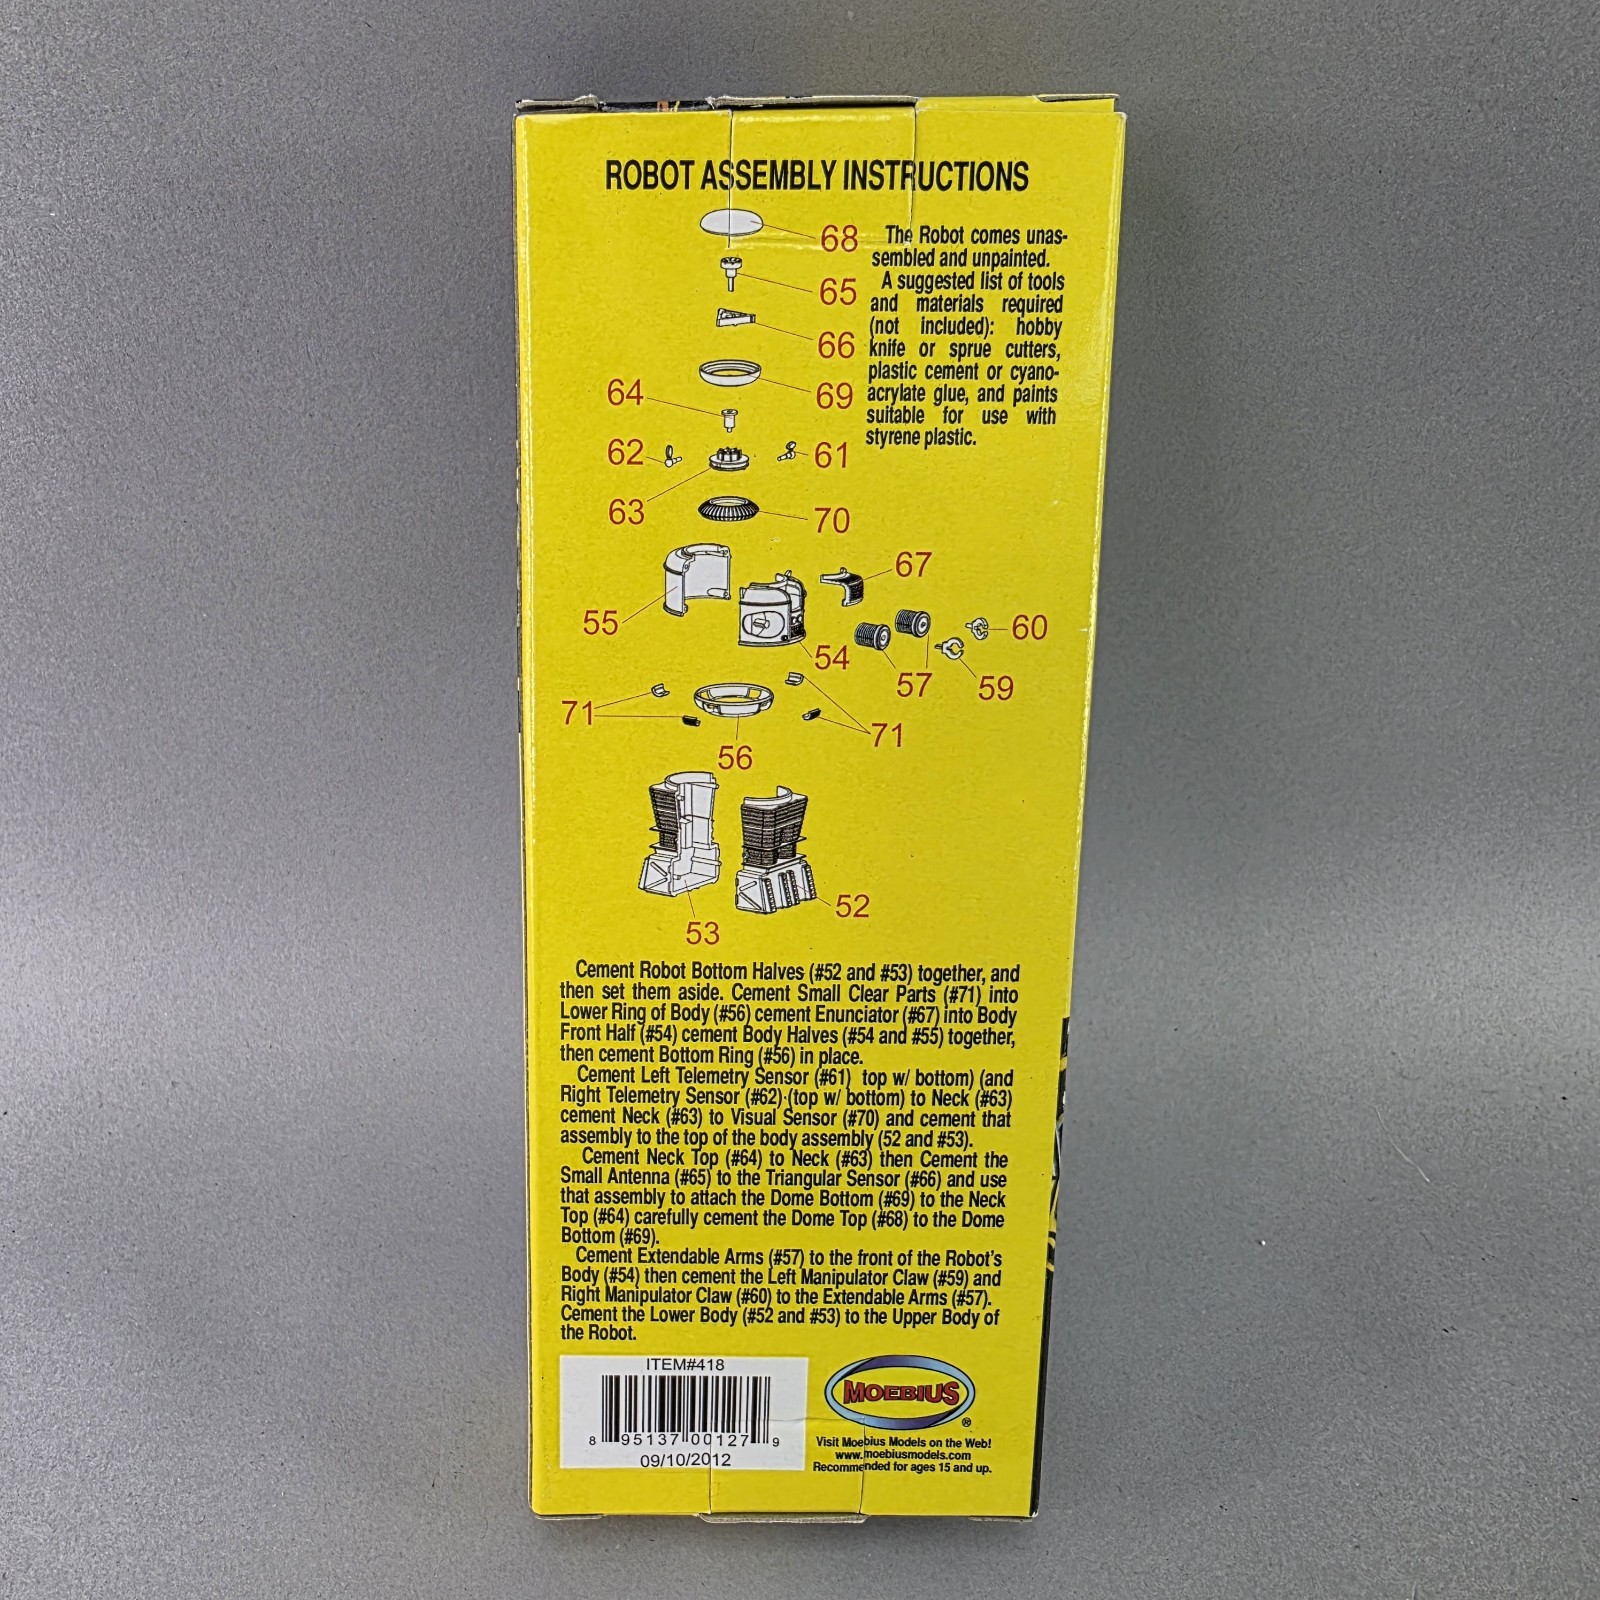 ROBOT ASSEMBLY INSTRUCTIONS
68
65
66
64
69
62
61
63
70
67
55
54
57
60
59
71
71
56
53
52
The Robot comes unas-
sembled and unpainted.
A suggested list of tools
and materials required
(not included): hobby
knife or sprue cutters,
plastic cement or cyano-
acrylate glue, and paints
suitable for use with
styrene plastic.
Cement Robot Bottom Halves (#52 and #53) together, and
then set them aside. Cement Small Clear Parts (#71) into
Lower Ring of Body (#56) cement Enunciator (#67) into Body
Front Half (#54) cement Body Halves (#54 and #55) together,
then cement Bottom Ring (#56) in place.
Cement Left Telemetry Sensor (#61) top w/ bottom) (and
Right Telemetry Sensor (#62) (top w/ bottom) to Neck (#63)
cement Neck (#63) to Visual Sensor (#70) and cement that
assembly to the top of the body assembly (52 and #53).
Cement Neck Top (#64) to Neck (#63) then Cement the
Small Antenna (#65) to the Triangular Sensor (#66) and use
that assembly to attach the Dome Bottom (#69) to the Neck
Top (#64) carefully cement the Dome Top (#68) to the Dome
Bottom (#69).
Cement Extendable Arms (#57) to the front of the Robot's
Body (#54) then cement the Left Manipulator Claw (#59) and
Right Manipulator Claw (#60) to the Extendable Arms (#57).
Cement the Lower Body (#52 and #53) to the Upper Body of
the Robot.
ITEM#418
8 95137 00127 9
09/10/2012
MOEBIUS
®
Visit Moebius Models on the Web!
www.moebiusmodels.com
Recommended for ages 15 and up.